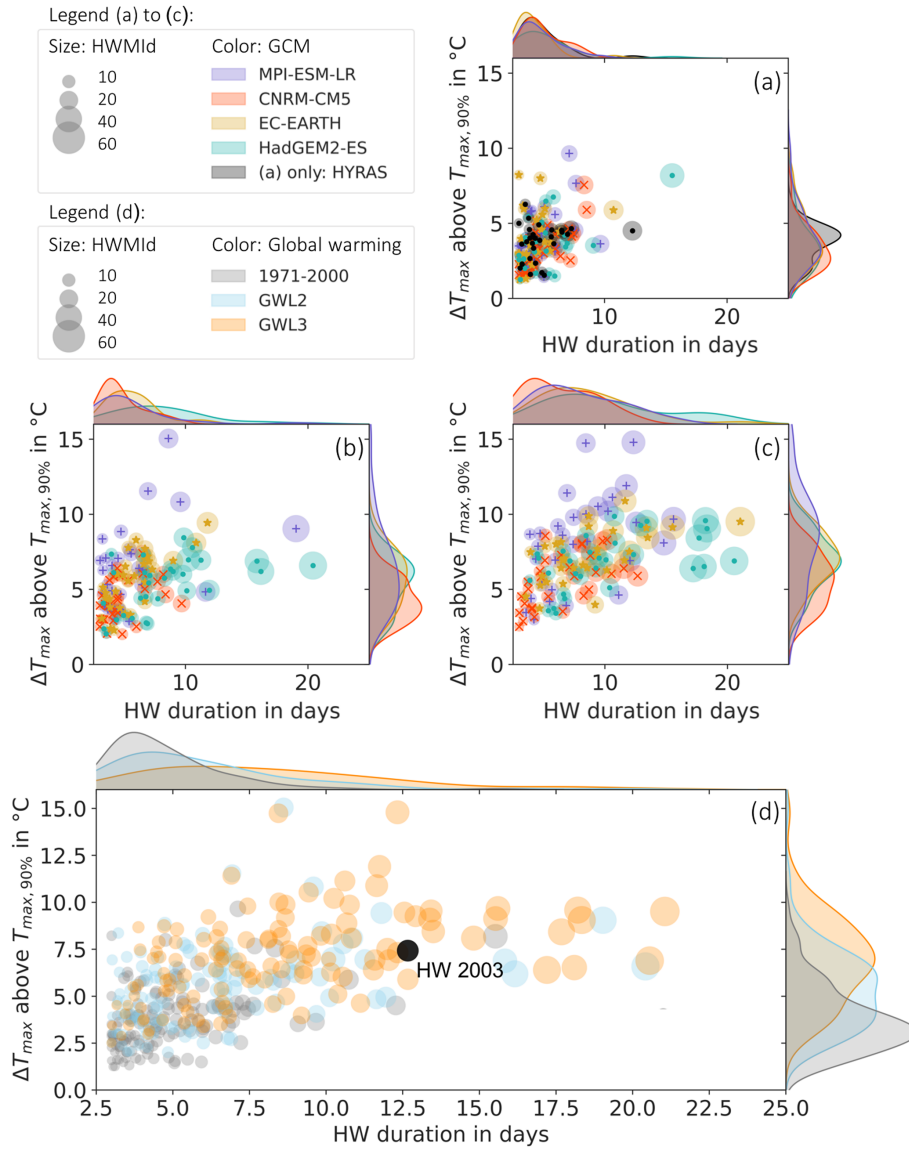 Legend (a) to (c):
Size: HWMId
Color: GCM
10
20
40
60
MPI-ESM-LR
CNRM-CM5
EC-EARTH
HadGEM2-ES
(a) only: HYRAS
Legend (d):
Size: HWMId
Color: Global warming
10
20
40
60
1971-2000
GWL2
GWL3
(a)
15
10
5
0
ΔTmax above Tmax, 90% in °C
10
20
HW duration in days
(b)
15
10
5
0
ΔTmax above Tmax, 90% in °C
10
20
HW duration in days
(c)
15
10
5
0
ΔTmax above Tmax, 90% in °C
10
20
HW duration in days
(d)
15.0
12.5
10.0
7.5
5.0
2.5
0.0
ΔTmax above Tmax, 90% in °C
HW 2003
2.5
5.0
7.5
10.0
12.5
15.0
17.5
20.0
22.5
25.0
HW duration in days